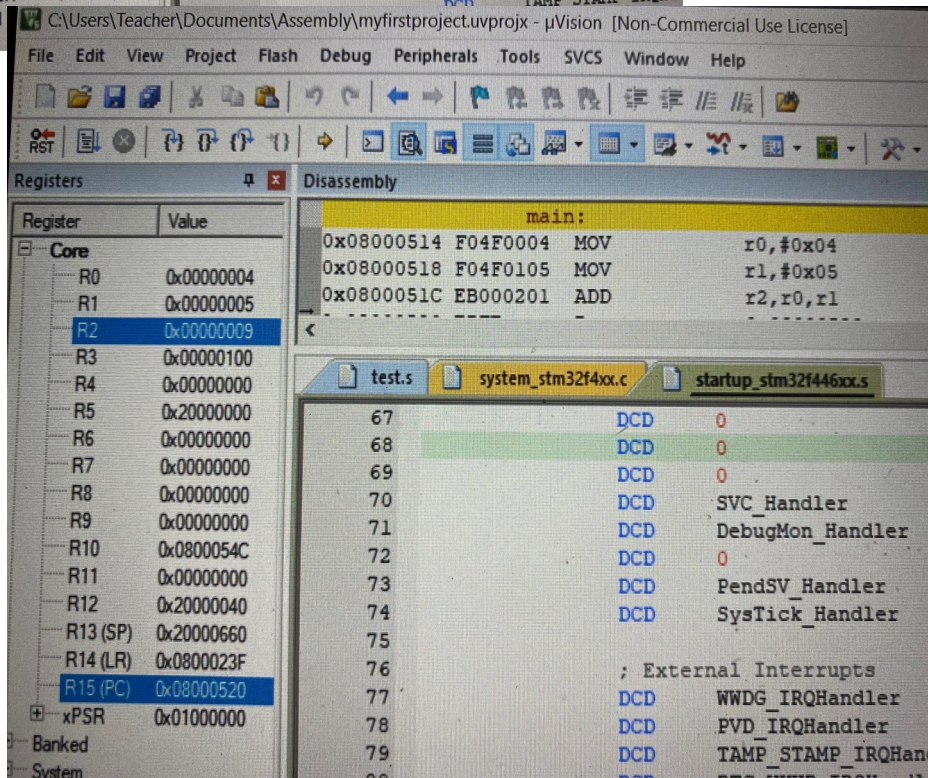 C:\Users\Teacher\Documents\Assembly\myfirstproject.uvprojx - µVision [Non-Commercial Use License]
File Edit View Project Flash Debug Peripherals Tools SVCS Window Help
RST
Registers
Register Value
Core
R0 0x00000004
R1 0x00000005
R2 0x00000009
R3 0x00000100
R4 0x00000000
R5 0x20000000
R6 0x00000000
R7 0x00000000
R8 0x00000000
R9 0x00000000
R10 0x0800054C
R11 0x00000000
R12 0x20000040
R13 (SP) 0x20000660
R14 (LR) 0x0800023F
R15 (PC) 0x08000520
xPSR 0x01000000
Banked
System
Disassembly
main:
0x08000514 F04F0004 MOV r0,#0x04
0x08000518 F04F0105 MOV r1,#0x05
0x0800051C EB000201 ADD r2,r0,r1
test.s system_stm32f4xx.c startup_stm32f446xx.s
67 DCD 0
68 DCD 0
69 DCD 0
70 DCD SVC_Handler
71 DCD DebugMon_Handler
72 DCD 0
73 DCD PendSV_Handler
74 DCD SysTick_Handler
75
76 ; External Interrupts
77 DCD WWDG_IRQHandler
78 DCD PVD_IRQHandler
79 DCD TAMP_STAMP_IRQHan